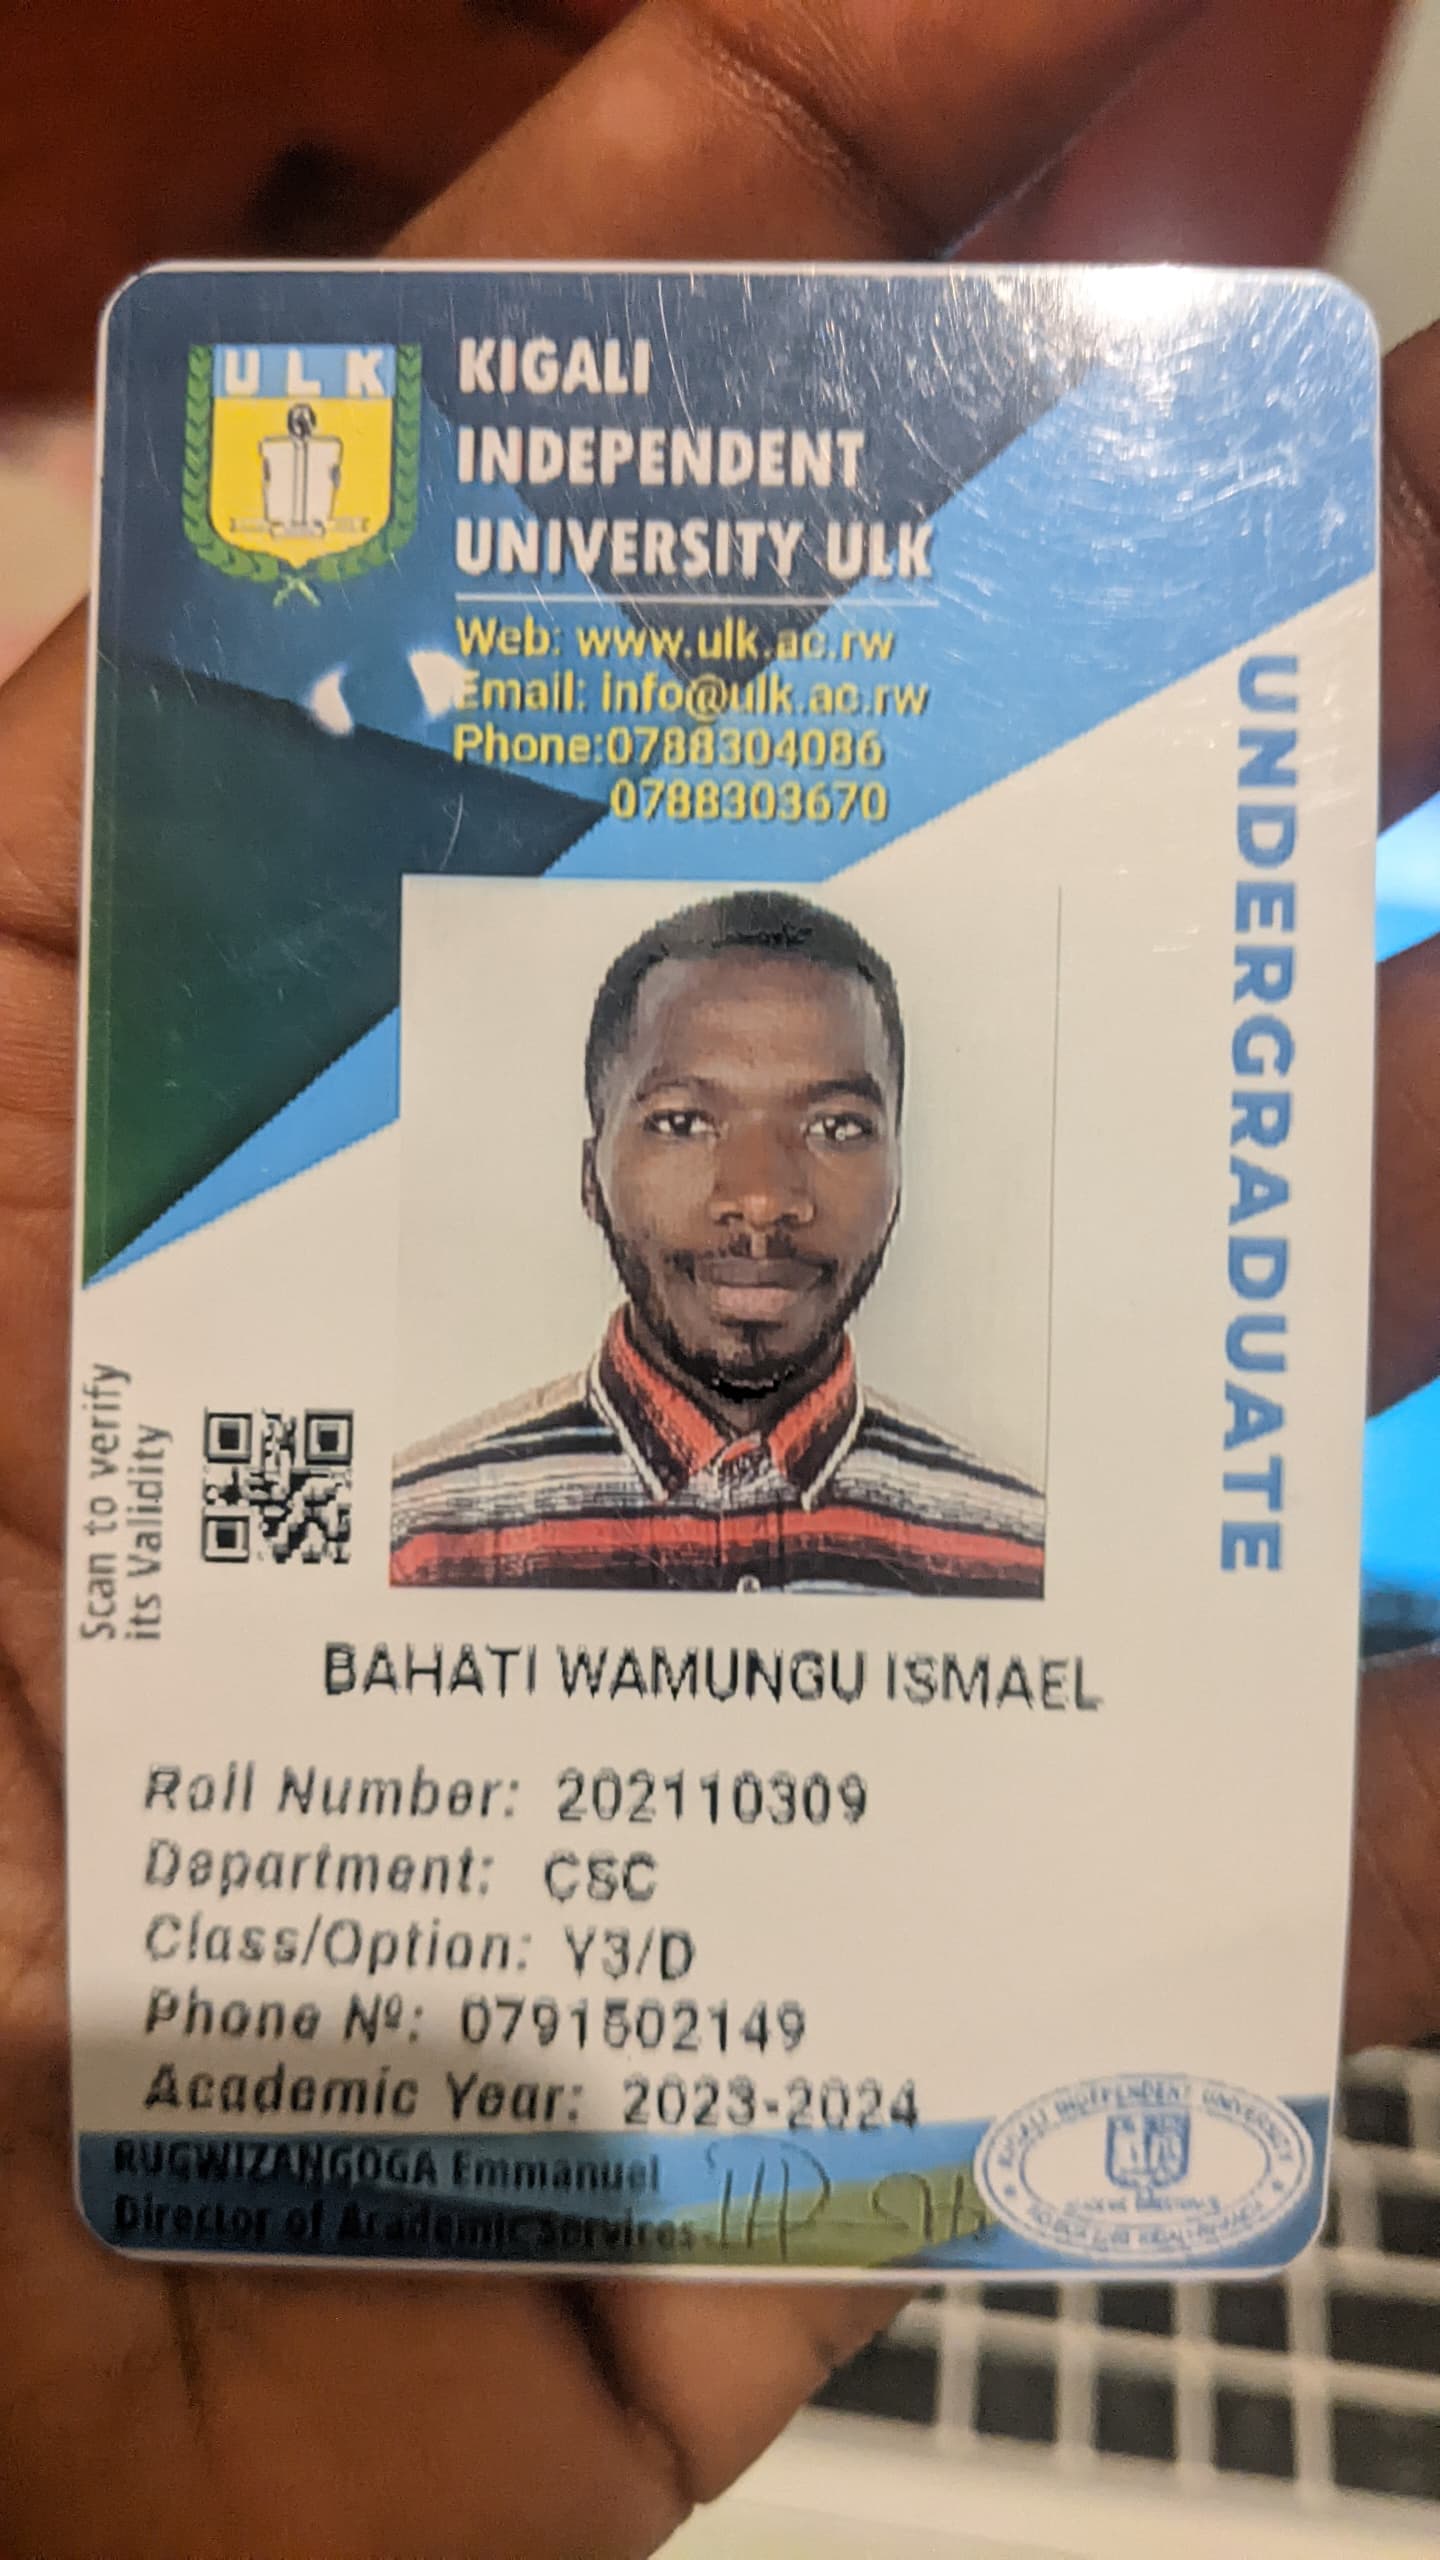 ULK
KIGALI
INDEPENDENT
UNIVERSITY ULK
Web: www.ulk.ac.rw
Email: info@ulk.ac.rw
Phone:0788304086
0788303670
UNDERGRADUATE
Scan to verify
its Validity
BAHATI WAMUNGU ISMAEL
Roll Number: 202110309
Department: CSC
Class/Option: Y3/D
Phone Nº: 0791502149
Academic Year: 2023-2024
RUGWIZANGOGA Emmanuel
Director of Academic Services
KIGALI INDEPENDENT UNIVERSITY